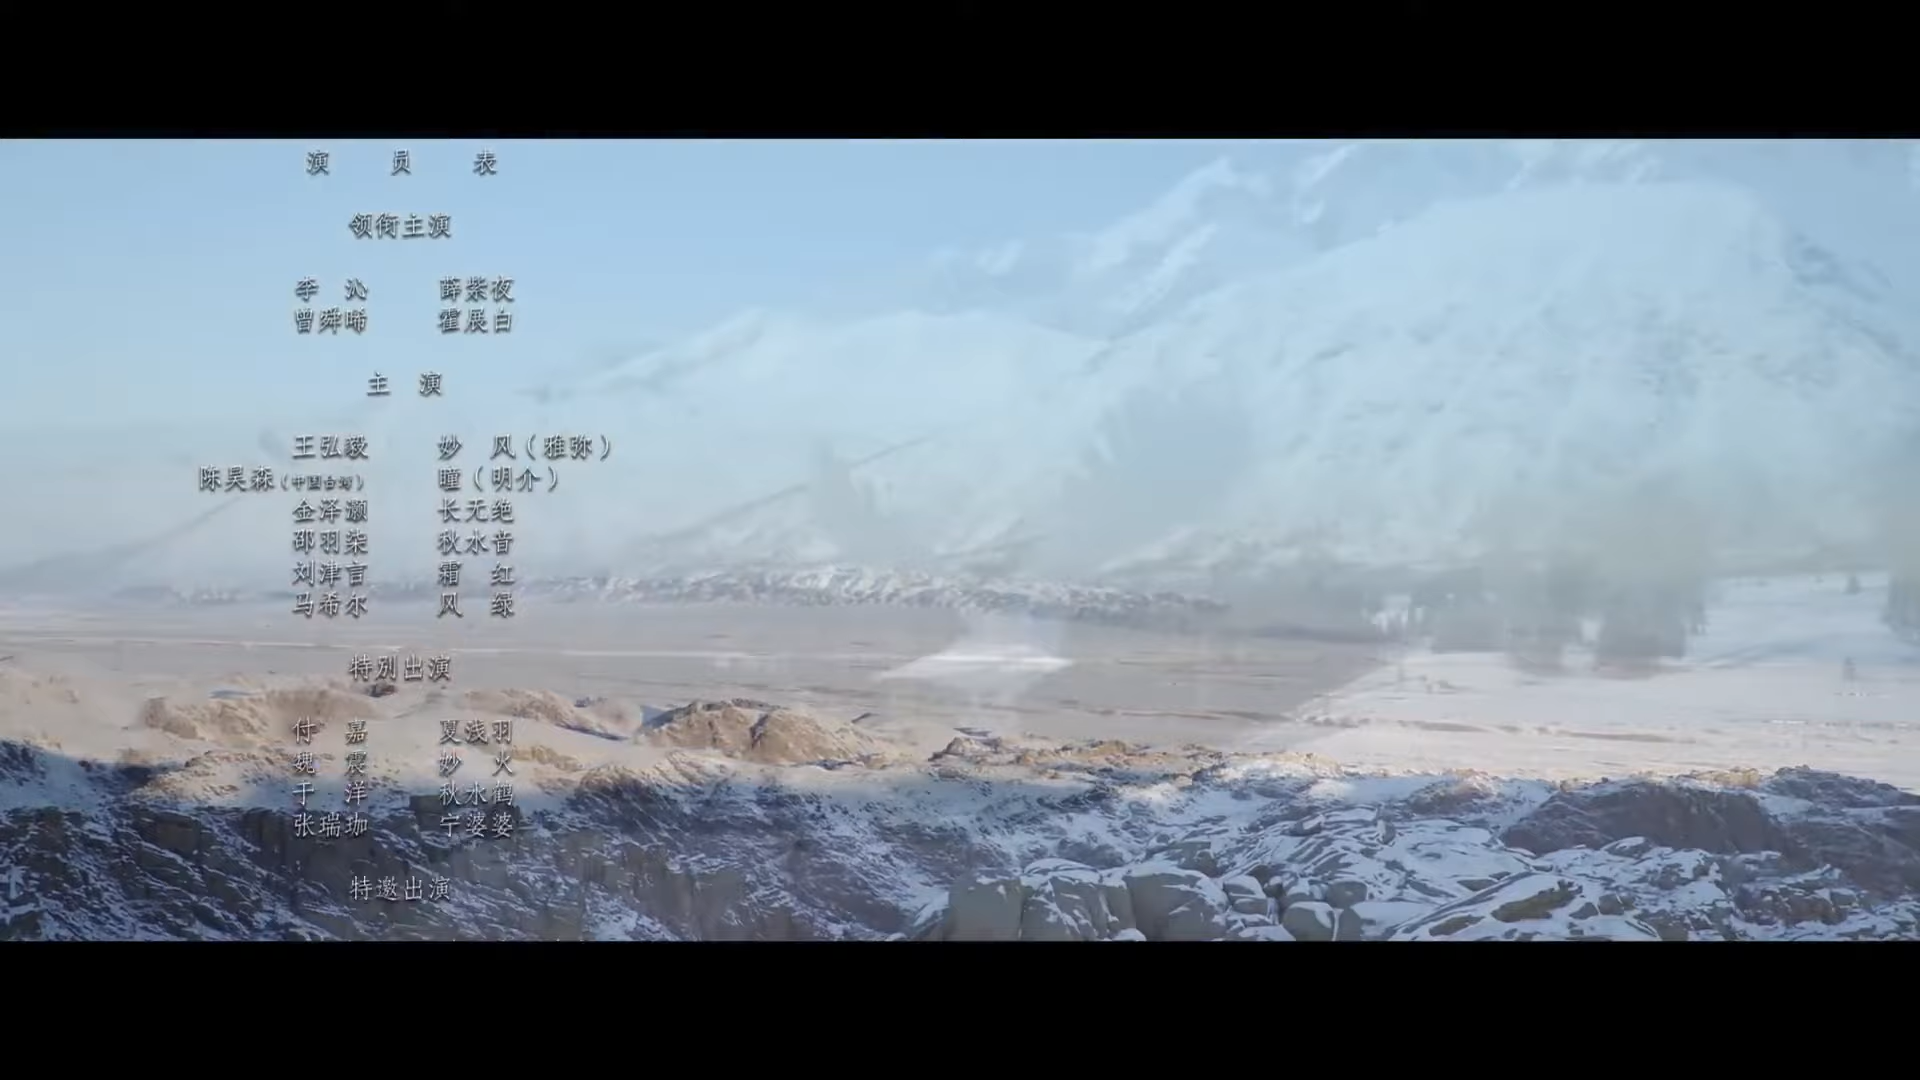 演 员 表
领衔主演
李 沁 薛紫夜
曾舜晞 霍展白
主 演
王弘毅 妙 风（雅弥）
陈昊森（中国台湾） 瞳（明介）
金泽灏 长无绝
邵羽柒 秋水音
刘津言 霜 红
马希尔 风 绿
特别出演
付 嘉 夏浅羽
魏 震 妙 火
于 洋 秋水鹤
张瑞珈 宁婆婆
特邀出演